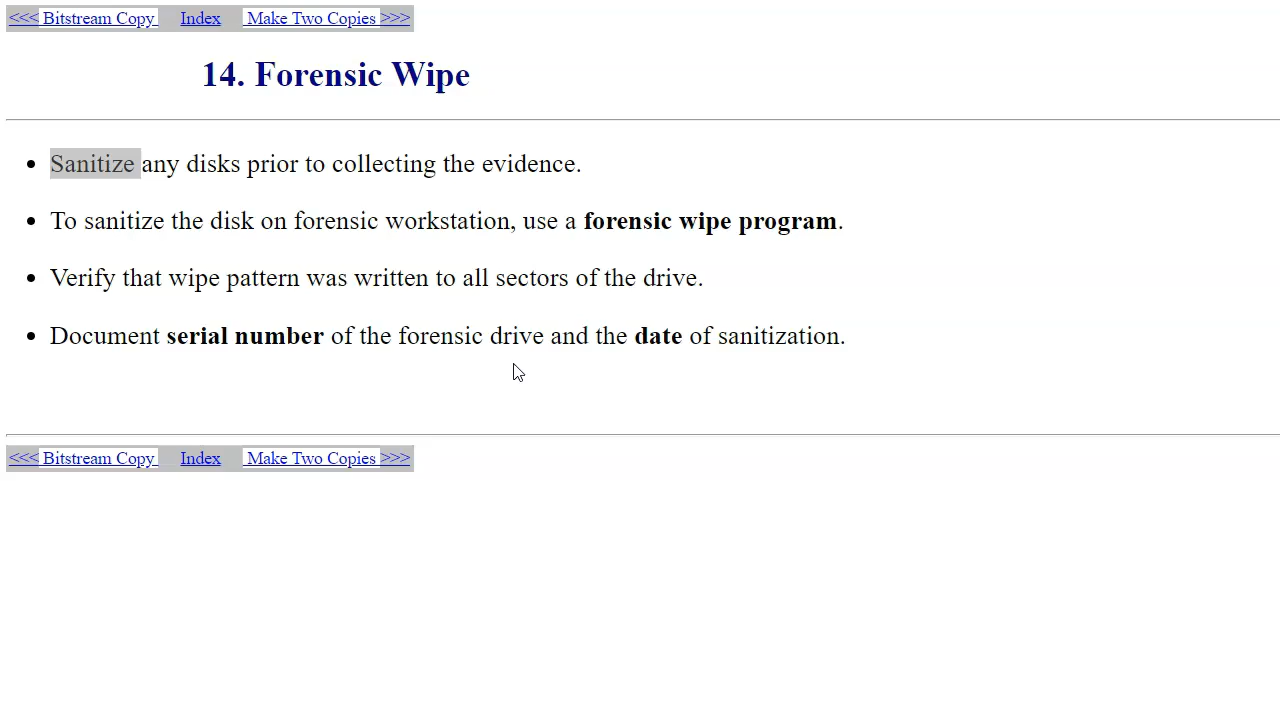 <<< Bitstream Copy Index Make Two Copies >>>
14. Forensic Wipe
• Sanitize any disks prior to collecting the evidence.
• To sanitize the disk on forensic workstation, use a forensic wipe program.
• Verify that wipe pattern was written to all sectors of the drive.
• Document serial number of the forensic drive and the date of sanitization.
<<< Bitstream Copy Index Make Two Copies >>>